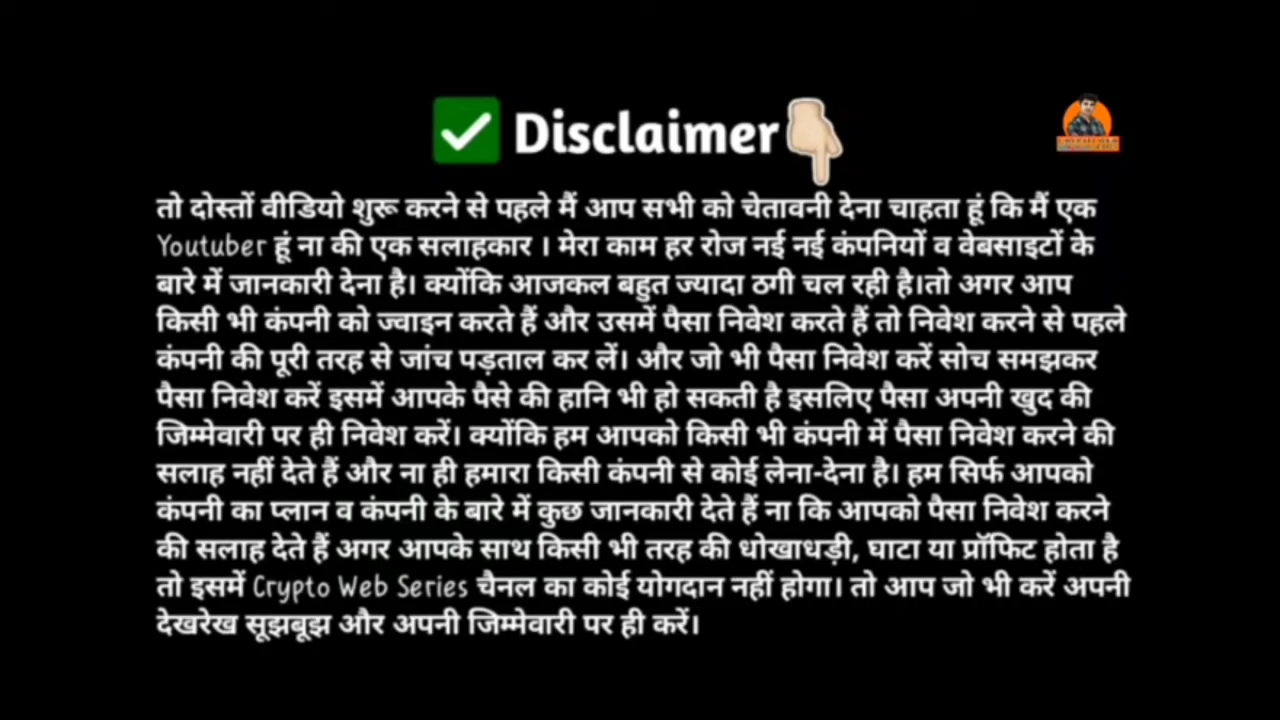 ✅ Disclaimer👇🏻
तो दोस्तों वीडियो शुरू करने से पहले मैं आप सभी को चेतावनी देना चाहता हूं कि मैं एक
Youtuber हूं ना की एक सलाहकार । मेरा काम हर रोज नई नई कंपनियों व वेबसाइटों के
बारे में जानकारी देना है। क्योंकि आजकल बहुत ज्यादा ठगी चल रही है।तो अगर आप
किसी भी कंपनी को ज्वाइन करते हैं और उसमें पैसा निवेश करते हैं तो निवेश करने से पहले
कंपनी की पूरी तरह से जांच पड़ताल कर लें। और जो भी पैसा निवेश करें सोच समझकर
पैसा निवेश करें इसमें आपके पैसे की हानि भी हो सकती है इसलिए पैसा अपनी खुद की
जिम्मेवारी पर ही निवेश करें। क्योंकि हम आपको किसी भी कंपनी में पैसा निवेश करने की
सलाह नहीं देते हैं और ना ही हमारा किसी कंपनी से कोई लेना-देना है। हम सिर्फ आपको
कंपनी का प्लान व कंपनी के बारे में कुछ जानकारी देते हैं ना कि आपको पैसा निवेश करने
की सलाह देते हैं अगर आपके साथ किसी भी तरह की धोखाधड़ी, घाटा या प्रॉफिट होता है
तो इसमें Crypto Web Series चैनल का कोई योगदान नहीं होगा। तो आप जो भी करें अपनी
देखरेख सूझबूझ और अपनी जिम्मेवारी पर ही करें।